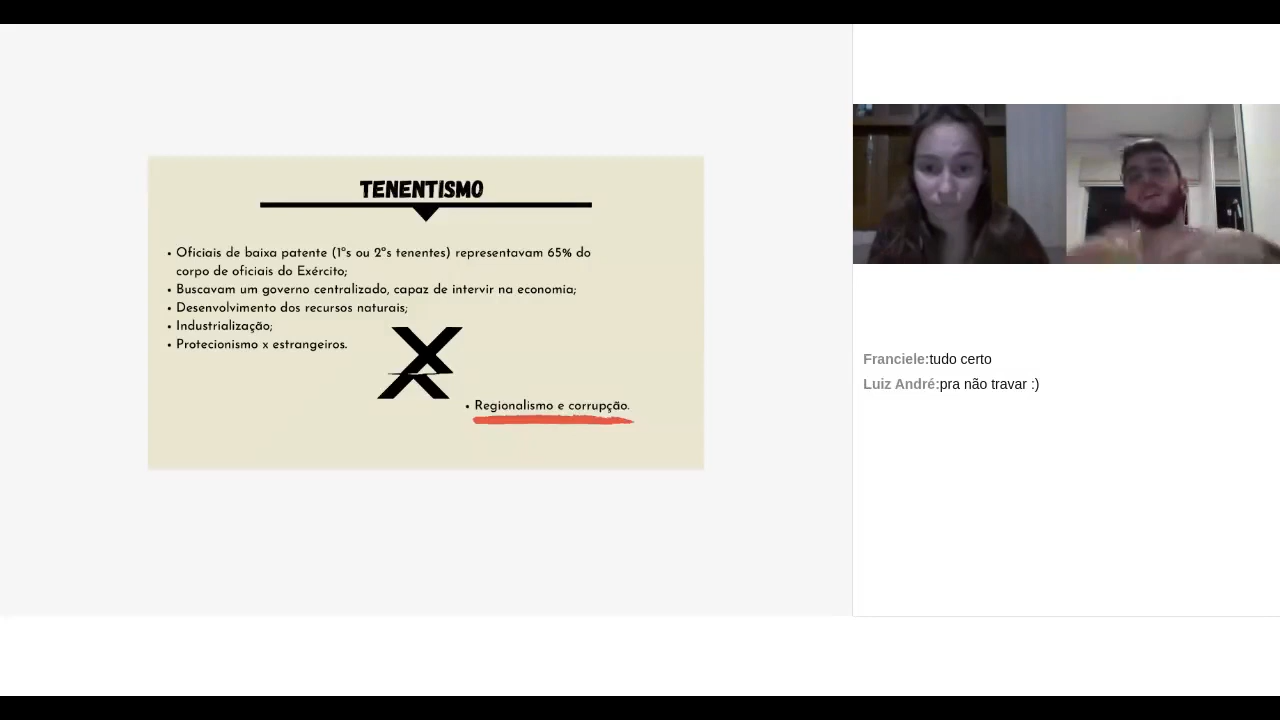 TENENTISMO
• Oficiais de baixa patente (1ºs ou 2ºs tenentes) representavam 65% do
corpo de oficiais do Exército;
• Buscavam um governo centralizado, capaz de intervir na economia;
• Desenvolvimento dos recursos naturais;
• Industrialização;
• Protecionismo x estrangeiros.
X
• Regionalismo e corrupção.
Franciele:tudo certo
Luiz André:pra não travar :)